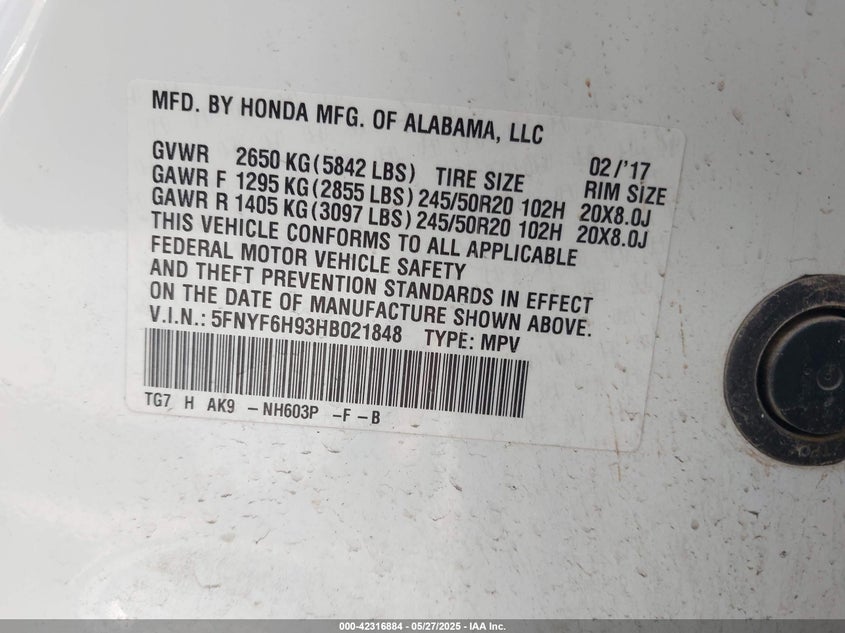 MFD. BY HONDA MFG. OF ALABAMA, LLC
02/'17
GVWR 2650 KG(5842 LBS) TIRE SIZE RIM SIZE
GAWR F 1295 KG(2855 LBS) 245/50R20 102H 20X8.0J
GAWR R 1405 KG(3097 LBS) 245/50R20 102H 20X8.0J
THIS VEHICLE CONFORMS TO ALL APPLICABLE
FEDERAL MOTOR VEHICLE SAFETY
AND THEFT PREVENTION STANDARDS IN EFFECT
ON THE DATE OF MANUFACTURE SHOWN ABOVE.
V.I.N.: 5FNYF6H93HB021848 TYPE: MPV
TG7 H AK9 -NH603P -F-B
000-42316884 - 05/27/2025 - IAA Inc.